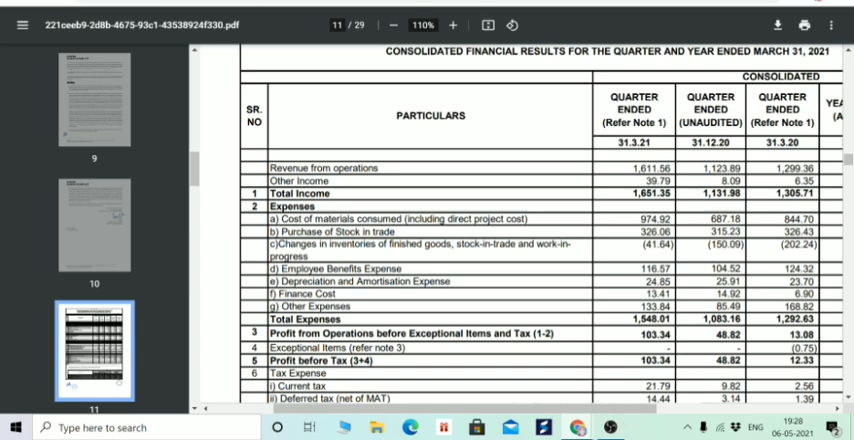 221ceeb9-2d8b-4675-93c1-43538924f330.pdf 11 / 29 110%
CONSOLIDATED FINANCIAL RESULTS FOR THE QUARTER AND YEAR ENDED MARCH 31, 2021
CONSOLIDATED
SR. NO PARTICULARS QUARTER ENDED (Refer Note 1) QUARTER ENDED (UNAUDITED) QUARTER ENDED (Refer Note 1)
31.3.21 31.12.20 31.3.20
Revenue from operations 1,611.56 1,123.89 1,299.36
Other Income 39.79 8.09 6.35
1 Total Income 1,651.35 1,131.98 1,305.71
2 Expenses
a) Cost of materials consumed (including direct project cost) 974.92 687.18 844.70
b) Purchase of Stock in trade 326.06 315.23 326.43
c)Changes in inventories of finished goods, stock-in-trade and work-in- (41.64) (150.09) (202.24)
progress
d) Employee Benefits Expense 116.57 104.52 124.32
e) Depreciation and Amortisation Expense 24.85 25.91 23.70
f) Finance Cost 13.41 14.92 6.90
g) Other Expenses 133.84 85.49 168.82
Total Expenses 1,548.01 1,083.16 1,292.63
3 Profit from Operations before Exceptional Items and Tax (1-2) 103.34 48.82 13.08
4 Exceptional Items (refer note 3) - - (0.75)
5 Profit before Tax (3+4) 103.34 48.82 12.33
6 Tax Expense
i) Current tax 21.79 9.82 2.56
ii) Deferred tax (net of MAT) 14.44 3.14 1.39
9
10
11
Type here to search
ENG
19:28
06-05-2021
2